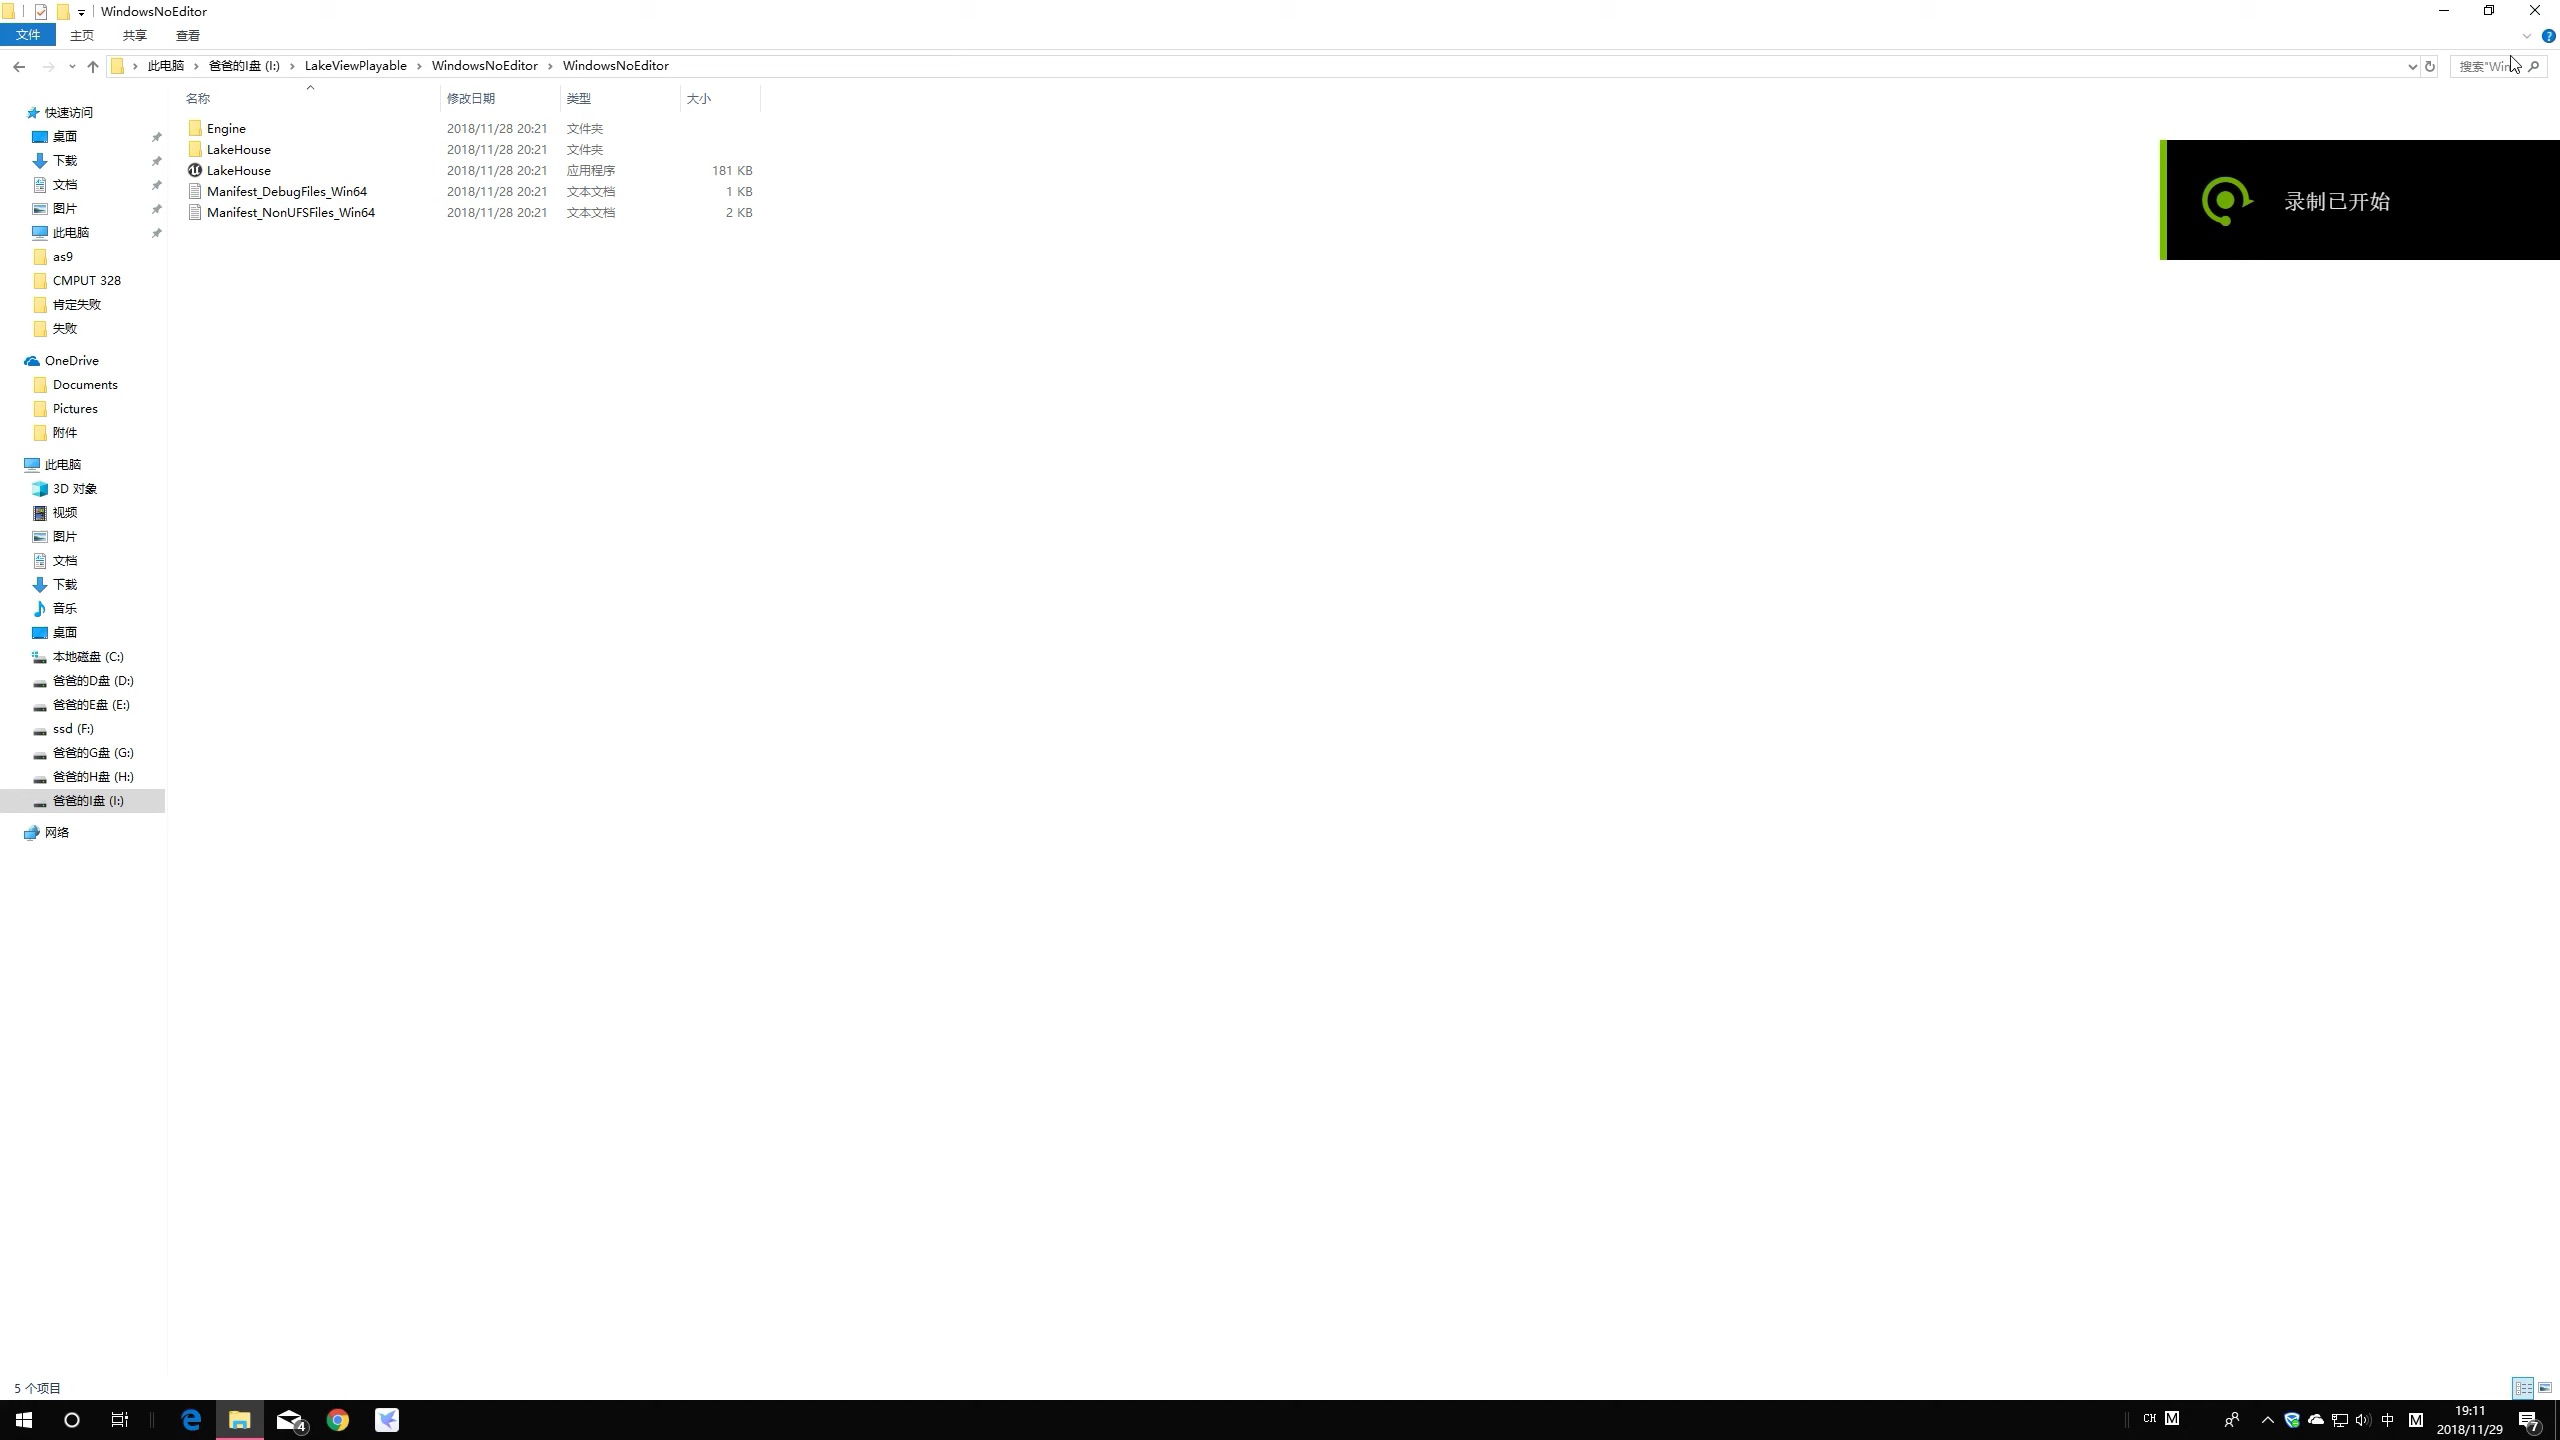 WindowsNoEditor
文件 主页 共享 查看
此电脑 爸爸的I盘 (I:) LakeViewPlayable WindowsNoEditor WindowsNoEditor
搜索"Win
名称 修改日期 类型 大小
Engine 2018/11/28 20:21 文件夹
LakeHouse 2018/11/28 20:21 文件夹
LakeHouse 2018/11/28 20:21 应用程序 181 KB
Manifest_DebugFiles_Win64 2018/11/28 20:21 文本文档 1 KB
Manifest_NonUFSFiles_Win64 2018/11/28 20:21 文本文档 2 KB
录制已开始
快速访问
桌面
下载
文档
图片
此电脑
as9
CMPUT 328
肯定失败
失败
OneDrive
Documents
Pictures
附件
此电脑
3D 对象
视频
图片
文档
下载
音乐
桌面
本地磁盘 (C:)
爸爸的D盘 (D:)
爸爸的E盘 (E:)
ssd (F:)
爸爸的G盘 (G:)
爸爸的H盘 (H:)
爸爸的I盘 (I:)
网络
5 个项目
4
CH M 中 M
19:11
2018/11/29
7